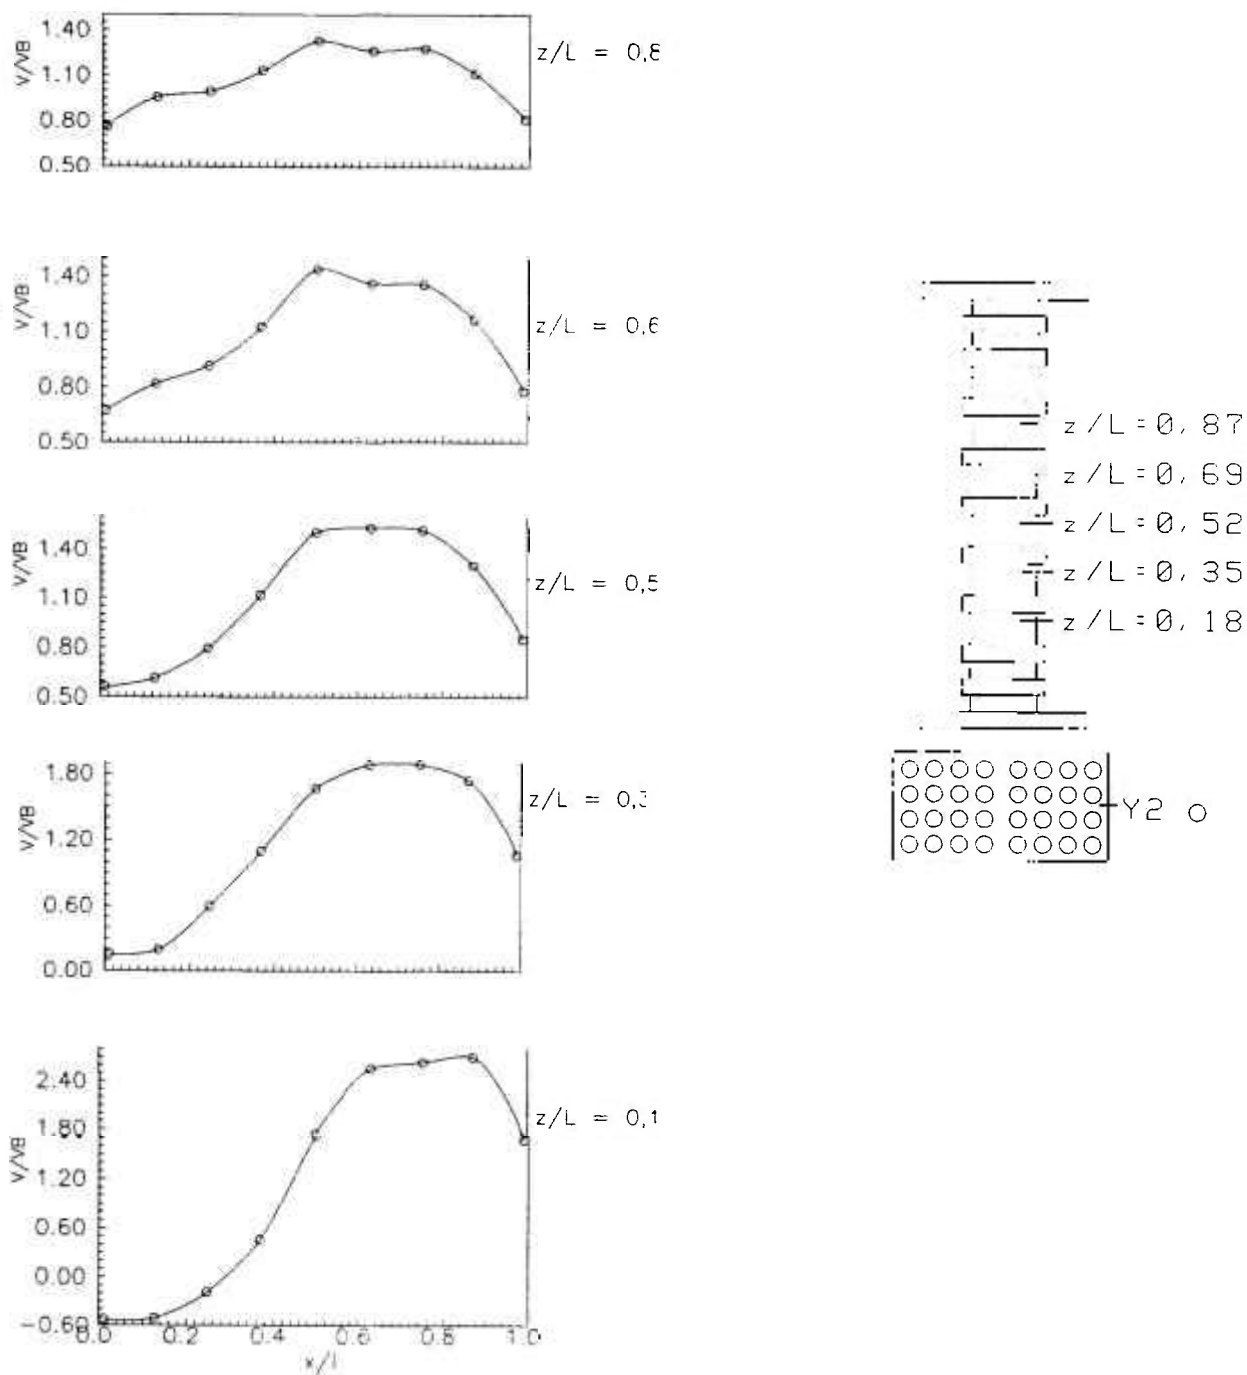 1.40
1.10
0.80
0.50
V/VB
z/L = 0,8
1.40
1.10
0.80
0.50
V/VB
z/L = 0,6
1.40
1.10
0.80
0.50
V/VB
z/L = 0,5
1.80
1.20
0.60
0.00
V/VB
z/L = 0,3
2.40
1.80
1.20
0.60
0.00
-0.60
V/VB
z/L = 0,1
0.0 0.2 0.4 0.6 0.8 1.0
x/l
z/L=0,87
z/L=0,69
z/L=0,52
z/L=0,35
z/L=0,18
Y2